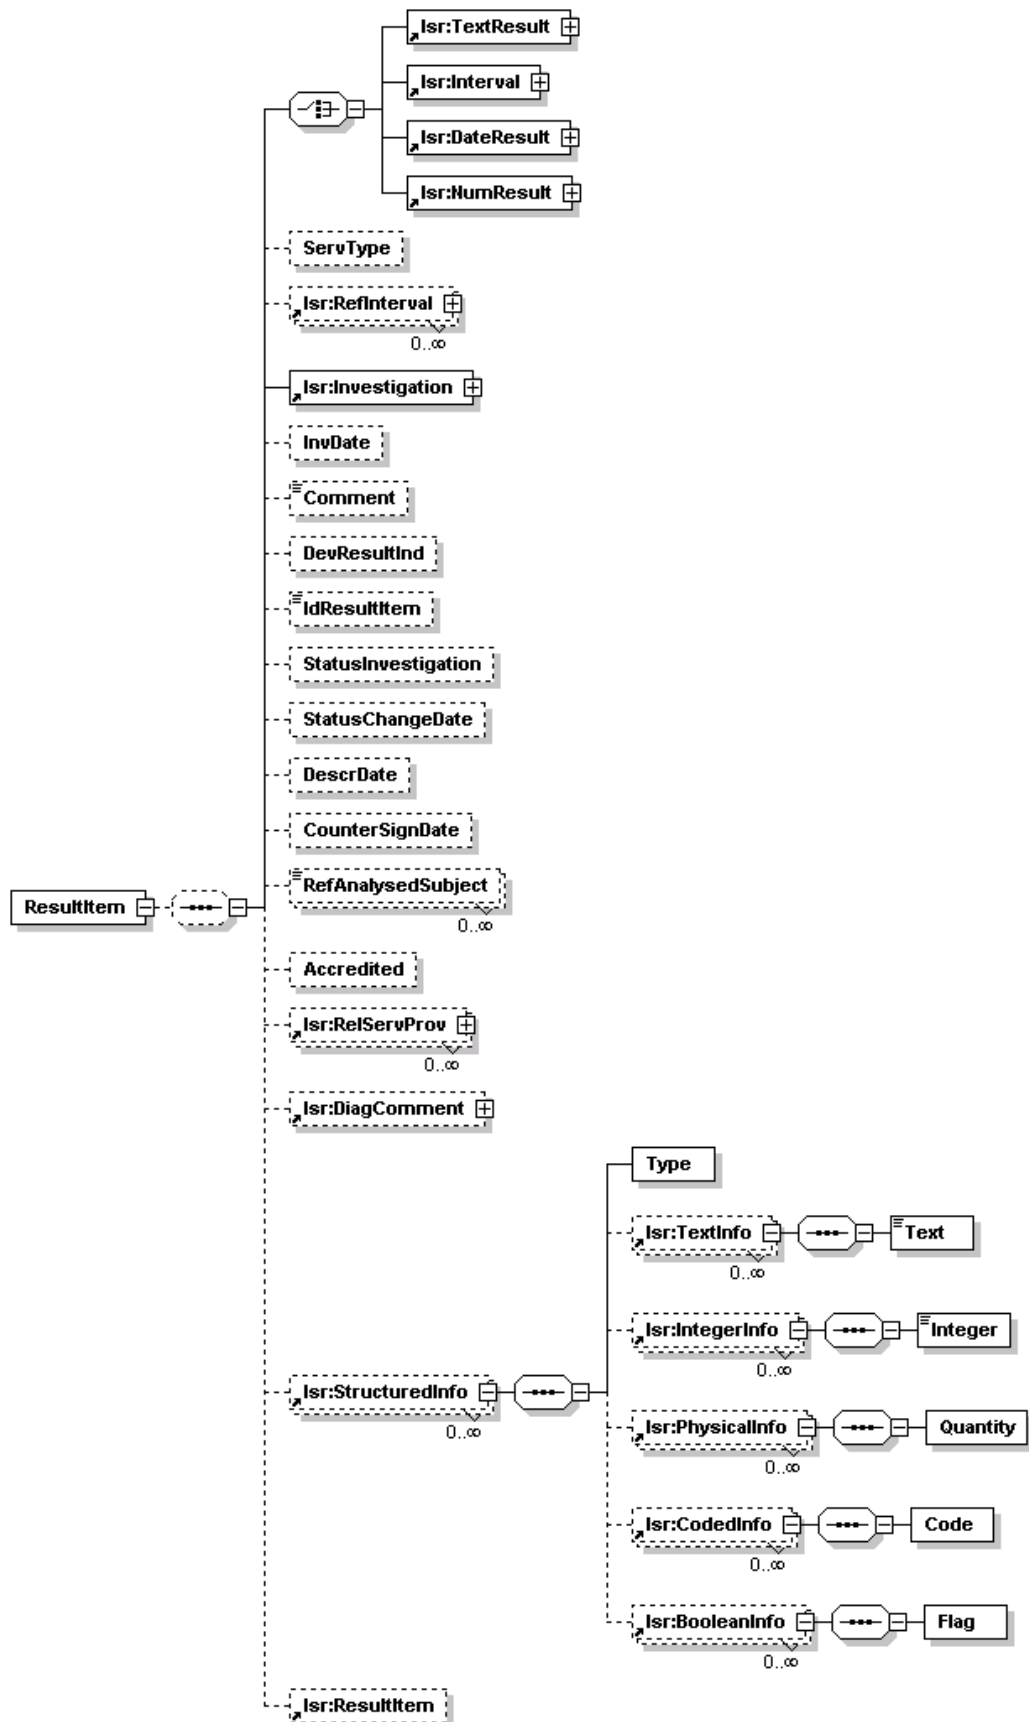 lsr:TextResult
lsr:Interval
lsr:DateResult
lsr:NumResult
ServType
lsr:RefInterval
0..∞
lsr:Investigation
InvDate
Comment
DevResultInd
IdResultItem
StatusInvestigation
StatusChangeDate
DescrDate
CounterSignDate
RefAnalysedSubject
0..∞
ResultItem
Accredited
lsr:RelServProv
0..∞
lsr:DiagComment
Type
lsr:TextInfo
Text
0..∞
lsr:IntegerInfo
Integer
0..∞
lsr:StructuredInfo
0..∞
lsr:PhysicalInfo
Quantity
0..∞
lsr:CodedInfo
Code
0..∞
lsr:BooleanInfo
Flag
0..∞
lsr:ResultItem